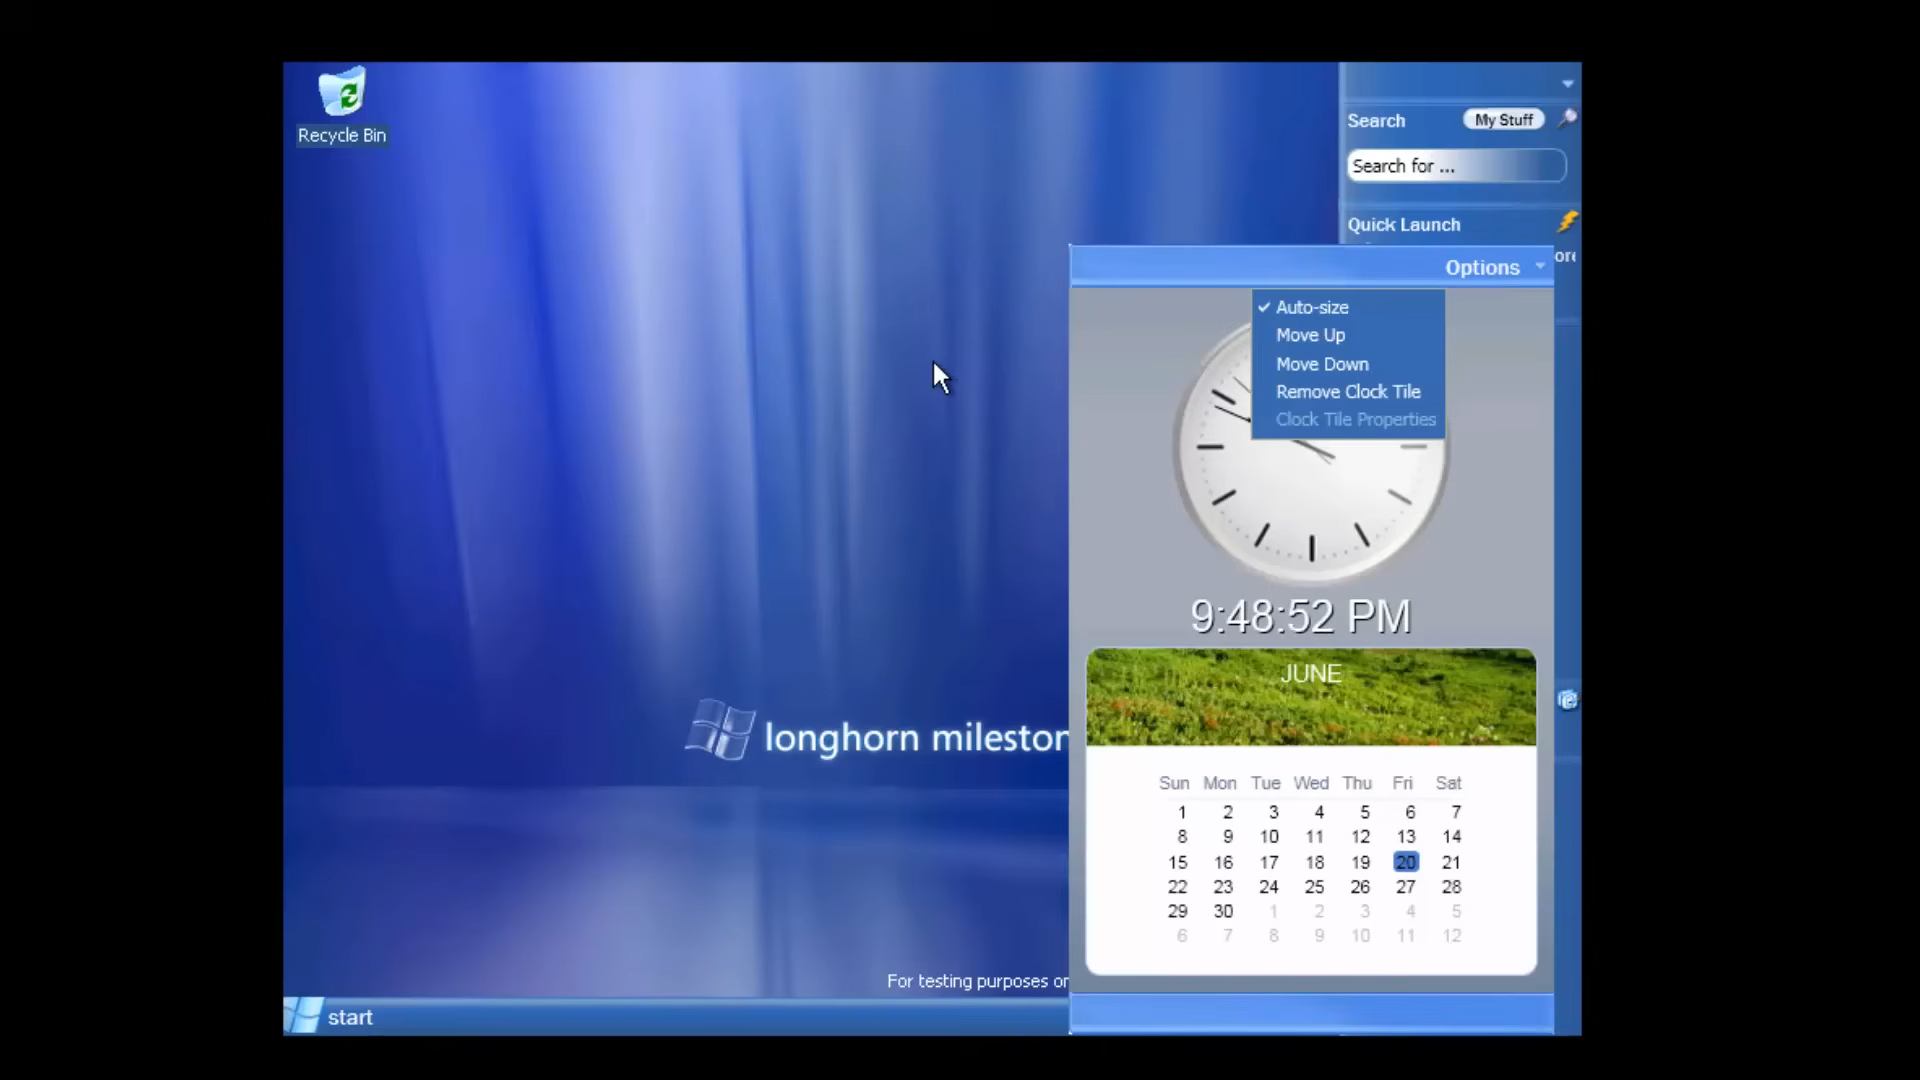 Recycle Bin
Search My Stuff
Search for ...
Quick Launch
Options
Auto-size
Move Up
Move Down
Remove Clock Tile
Clock Tile Properties
9:48:52 PM
JUNE
Sun Mon Tue Wed Thu Fri Sat
1 2 3 4 5 6 7
8 9 10 11 12 13 14
15 16 17 18 19 20 21
22 23 24 25 26 27 28
29 30 1 2 3 4 5
6 7 8 9 10 11 12
longhorn mileston
For testing purposes or
start